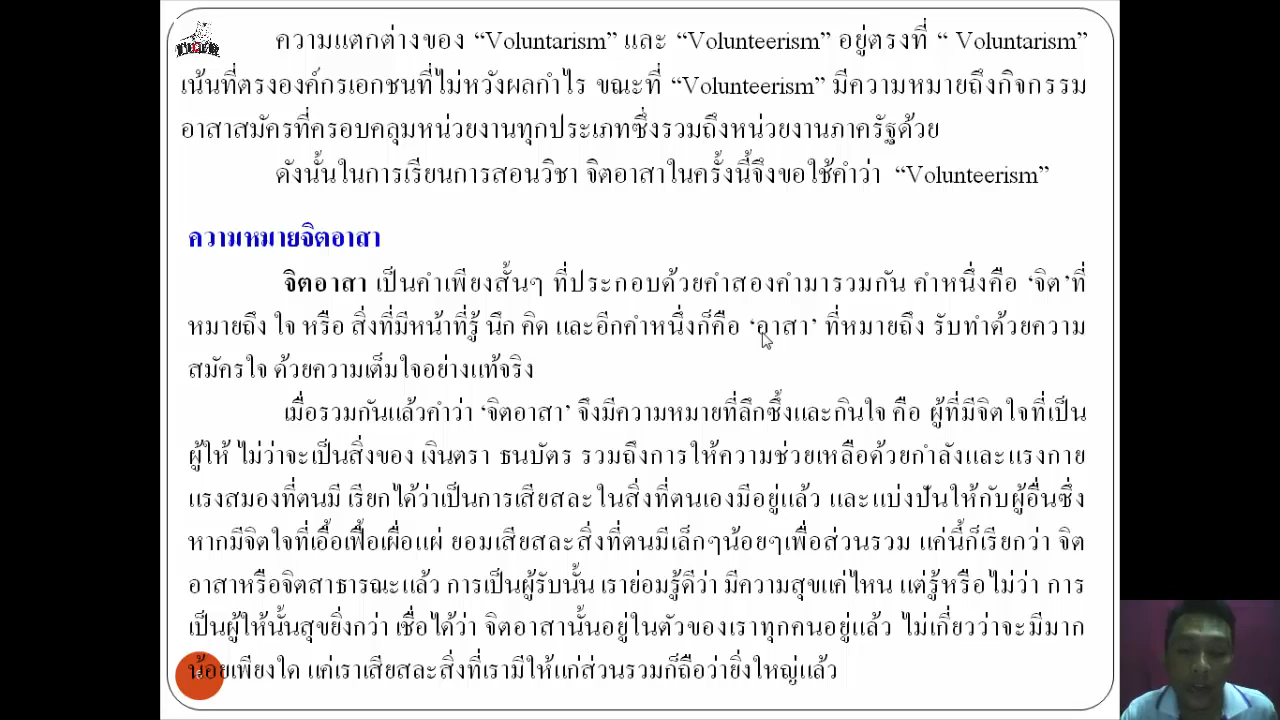 ความแตกต่างของ “Voluntarism” และ “Volunteerism” อยู่ตรงที่ “ Voluntarism”
เน้นที่ตรงองค์กรเอกชนที่ไม่หวังผลกำไร ขณะที่ “Volunteerism” มีความหมายถึงกิจกรรม
อาสาสมัครที่ครอบคลุมหน่วยงานทุกประเภทซึ่งรวมถึงหน่วยงานภาครัฐด้วย
ดังนั้นในการเรียนการสอนวิชา จิตอาสาในครั้งนี้จึงขอใช้คำว่า “Volunteerism”
ความหมายจิตอาสา
จิตอาสา เป็นคำเพียงสั้นๆ ที่ประกอบด้วยคำสองคำมารวมกัน คำหนึ่งคือ ‘จิต’ที่
หมายถึง ใจ หรือ สิ่งที่มีหน้าที่รู้ นึก คิด และอีกคำหนึ่งก็คือ ‘อาสา’ ที่หมายถึง รับทำด้วยความ
สมัครใจ ด้วยความเต็มใจอย่างแท้จริง
เมื่อรวมกันแล้วคำว่า ‘จิตอาสา’ จึงมีความหมายที่ลึกซึ้งและกินใจ คือ ผู้ที่มีจิตใจที่เป็น
ผู้ให้ ไม่ว่าจะเป็นสิ่งของ เงินตรา ธนบัตร รวมถึงการให้ความช่วยเหลือด้วยกำลังและแรงกาย
แรงสมองที่ตนมี เรียกได้ว่าเป็นการเสียสละ ในสิ่งที่ตนเองมีอยู่แล้ว และแบ่งปันให้กับผู้อื่นซึ่ง
หากมีจิตใจที่เอื้อเฟื้อเผื่อแผ่ ยอมเสียสละสิ่งที่ตนมีเล็กๆน้อยๆเพื่อส่วนรวม แค่นี้ก็เรียกว่า จิต
อาสาหรือจิตสาธารณะแล้ว การเป็นผู้รับนั้น เราย่อมรู้ดีว่า มีความสุขแค่ไหน แต่รู้หรือไม่ว่า การ
เป็นผู้ให้นั้นสุขยิ่งกว่า เชื่อได้ว่า จิตอาสานั้นอยู่ในตัวของเราทุกคนอยู่แล้ว ไม่เกี่ยวว่าจะมีมาก
น้อยเพียงใด แค่เราเสียสละสิ่งที่เรามีให้แก่ส่วนรวมก็ถือว่ายิ่งใหญ่แล้ว